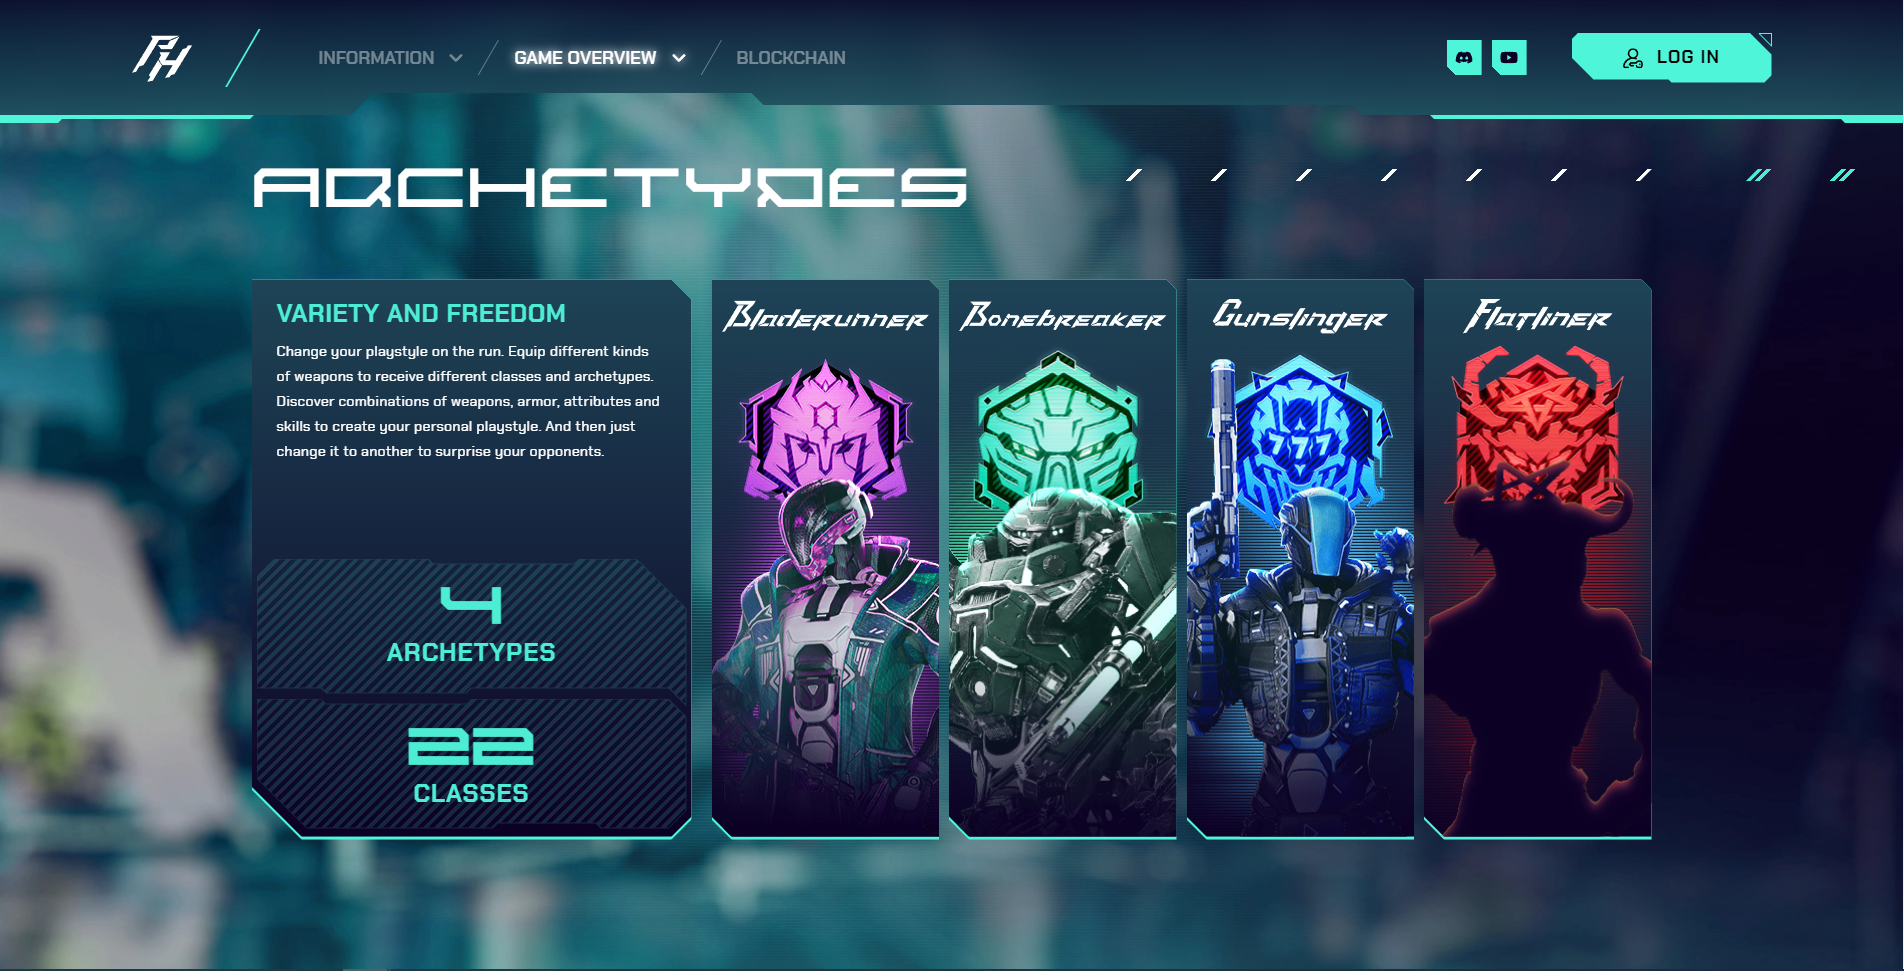 PH
INFORMATION
GAME OVERVIEW
BLOCKCHAIN
LOG IN
ARCHETYPES
VARIETY AND FREEDOM
Change your playstyle on the run. Equip different kinds
of weapons to receive different classes and archetypes.
Discover combinations of weapons, armor, attributes and
skills to create your personal playstyle. And then just
change it to another to surprise your opponents.
4
ARCHETYPES
22
CLASSES
Bladerunner
Bonebreaker
Gunslinger
777
Flatliner